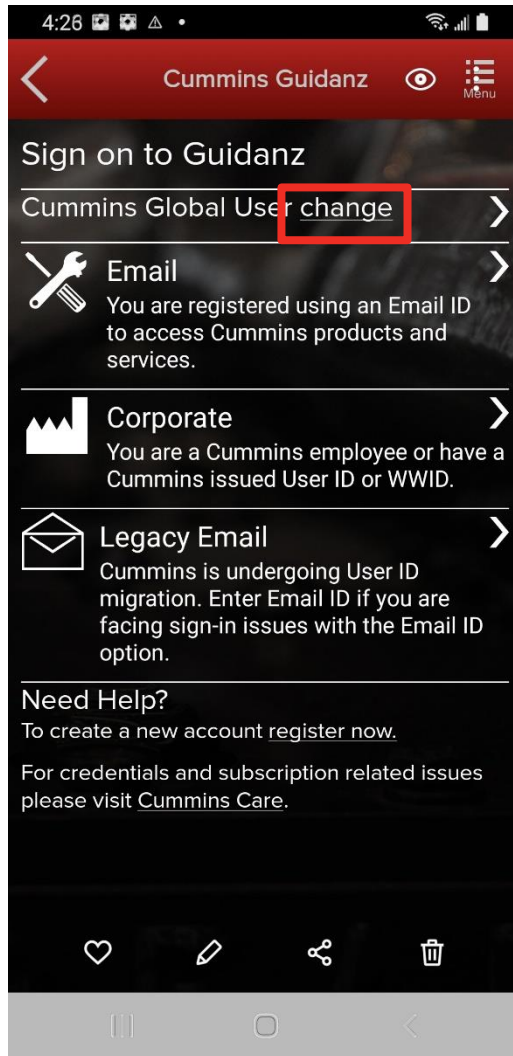 4:26
Cummins Guidanz
Menu
Sign on to Guidanz
Cummins Global User change
Email
You are registered using an Email ID
to access Cummins products and
services.
Corporate
You are a Cummins employee or have a
Cummins issued User ID or WWID.
Legacy Email
Cummins is undergoing User ID
migration. Enter Email ID if you are
facing sign-in issues with the Email ID
option.
Need Help?
To create a new account register now.
For credentials and subscription related issues
please visit Cummins Care.